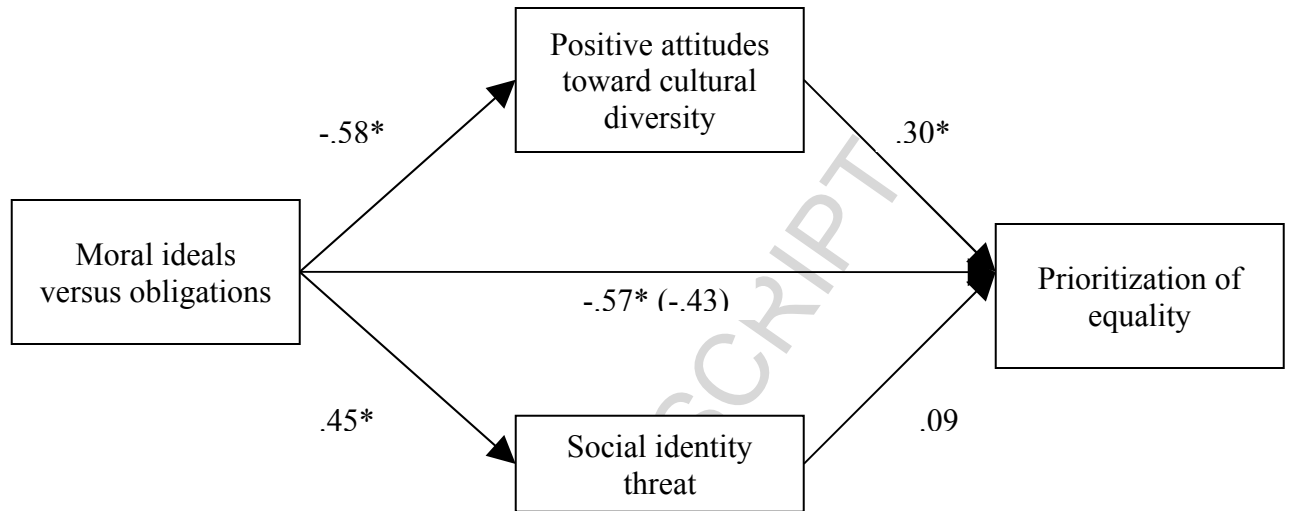 Positive attitudes
toward cultural
diversity
-.58*
.30*
Moral ideals
versus obligations
-.57* (-.43)
Prioritization of
equality
.45*
.09
Social identity
threat
SCRIPT